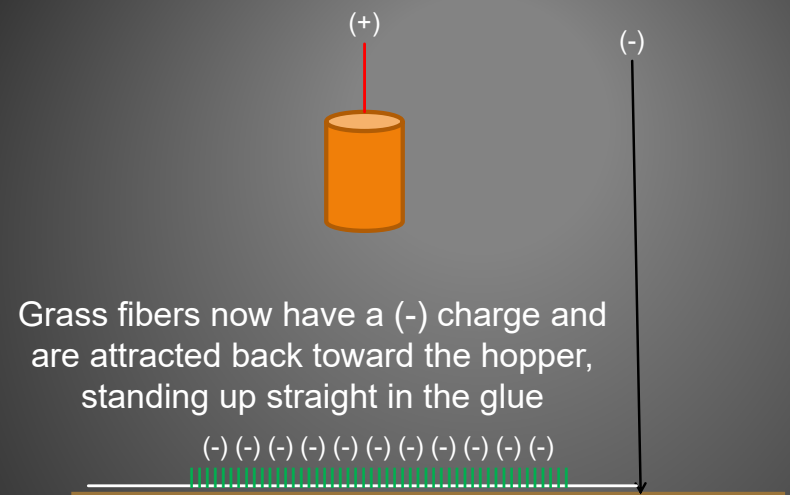 (+)
(-)
Grass fibers now have a (-) charge and
are attracted back toward the hopper,
standing up straight in the glue
(-) (-) (-) (-) (-) (-) (-) (-) (-) (-) (-)